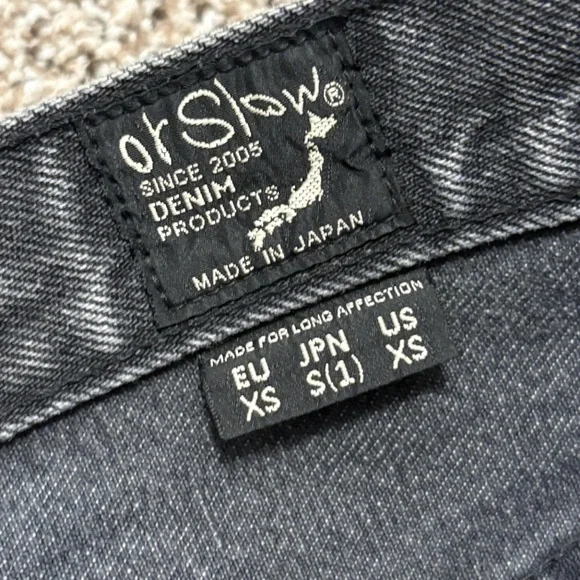 orSlow®
SINCE 2005
DENIM
PRODUCTS
MADE IN JAPAN
MADE FOR LONG AFFECTION
EU JPN US
XS S(1) XS